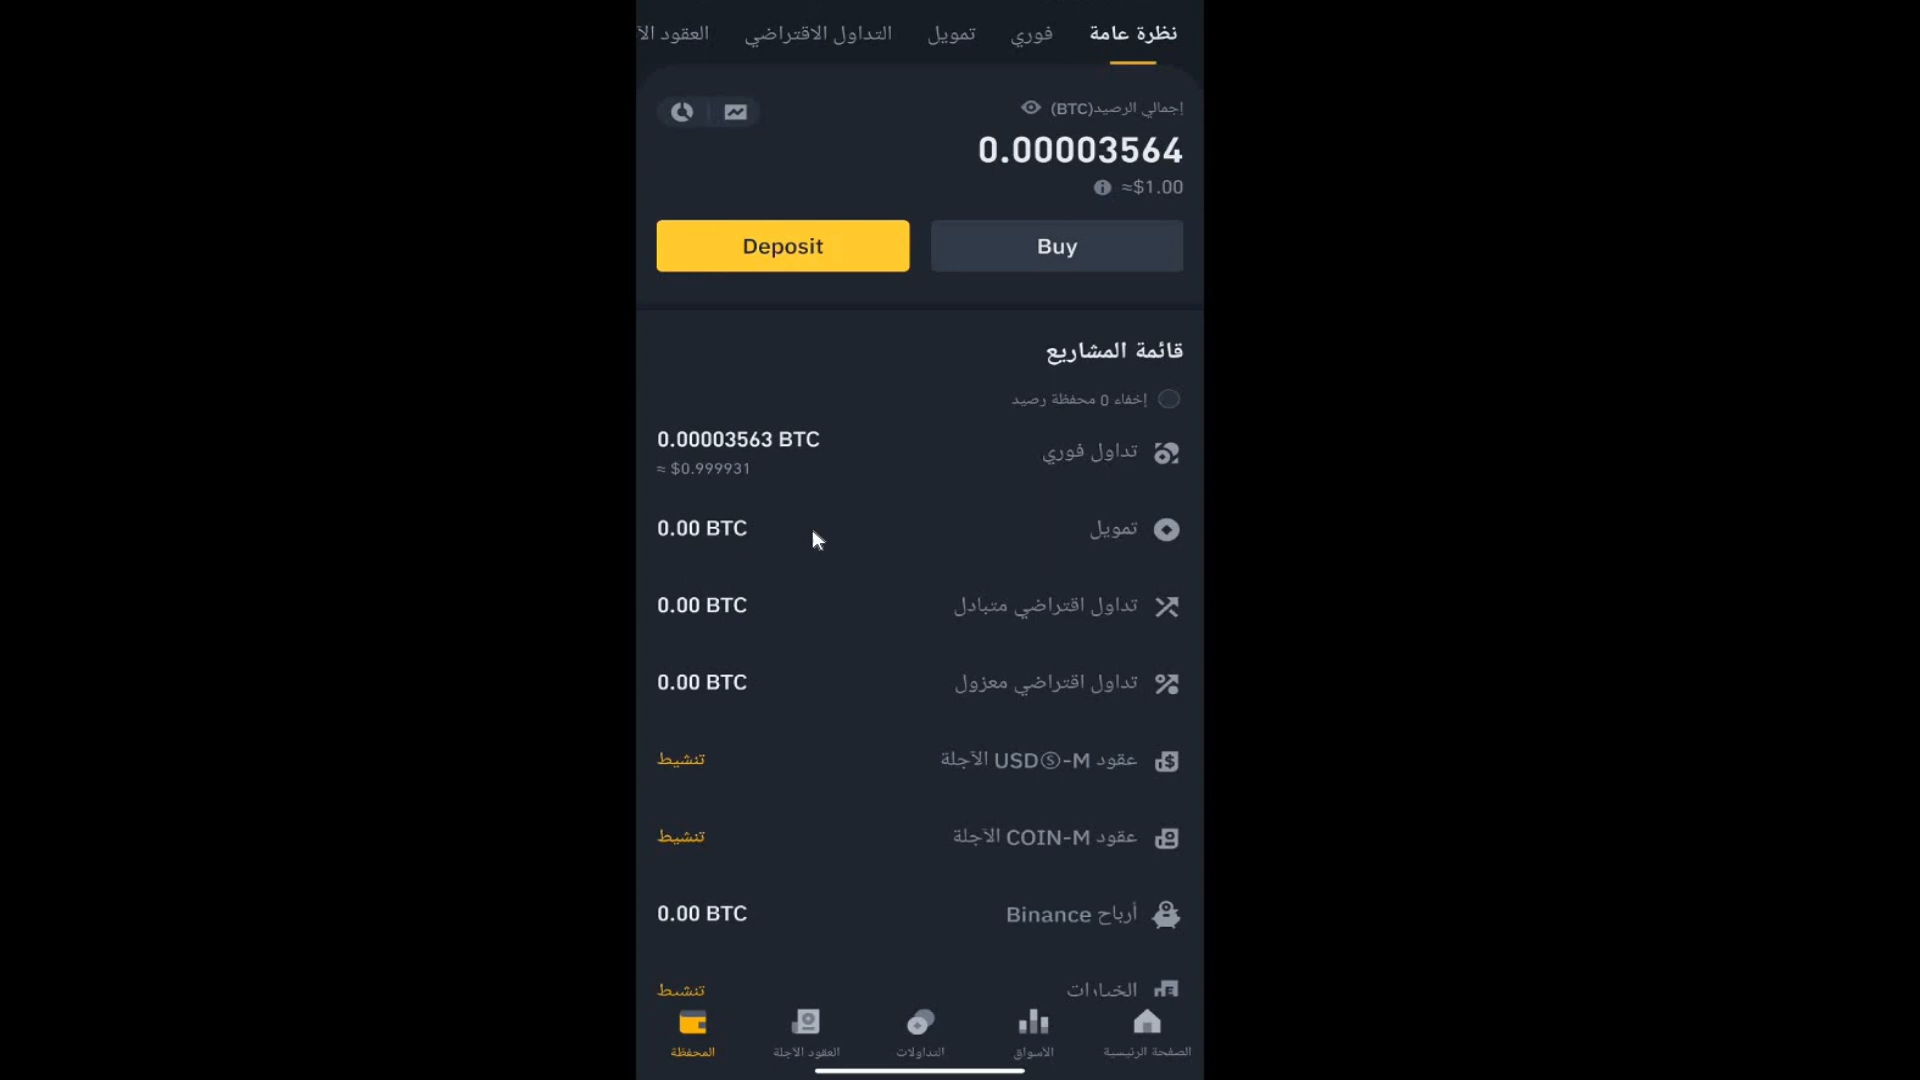 نظرة عامة فوري تمويل التداول الاقتراضي العقود الآ
إجمالي الرصيد(BTC)
0.00003564
≈$1.00
Deposit Buy
قائمة المشاريع
إخفاء 0 محفظة رصيد
تداول فوري 0.00003563 BTC
≈ $0.999931
تمويل 0.00 BTC
تداول اقتراضي متبادل 0.00 BTC
تداول اقتراضي معزول 0.00 BTC
عقود USDⓈ-M الآجلة تنشيط
عقود COIN-M الآجلة تنشيط
أرباح Binance 0.00 BTC
الخيارات تنشيط
الصفحة الرئيسية الأسواق التداولات العقود الآجلة المحفظة